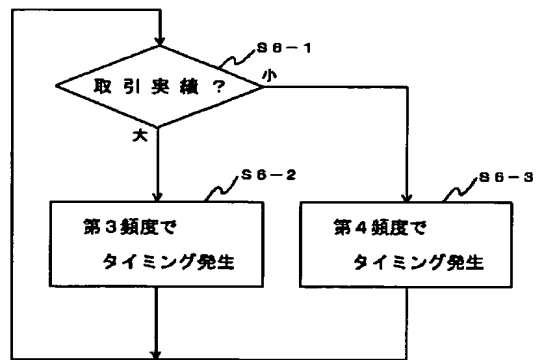 S6-1
取引実績?
小
大
S6-2
第3頻度で
タイミング発生
S6-3
第4頻度で
タイミング発生